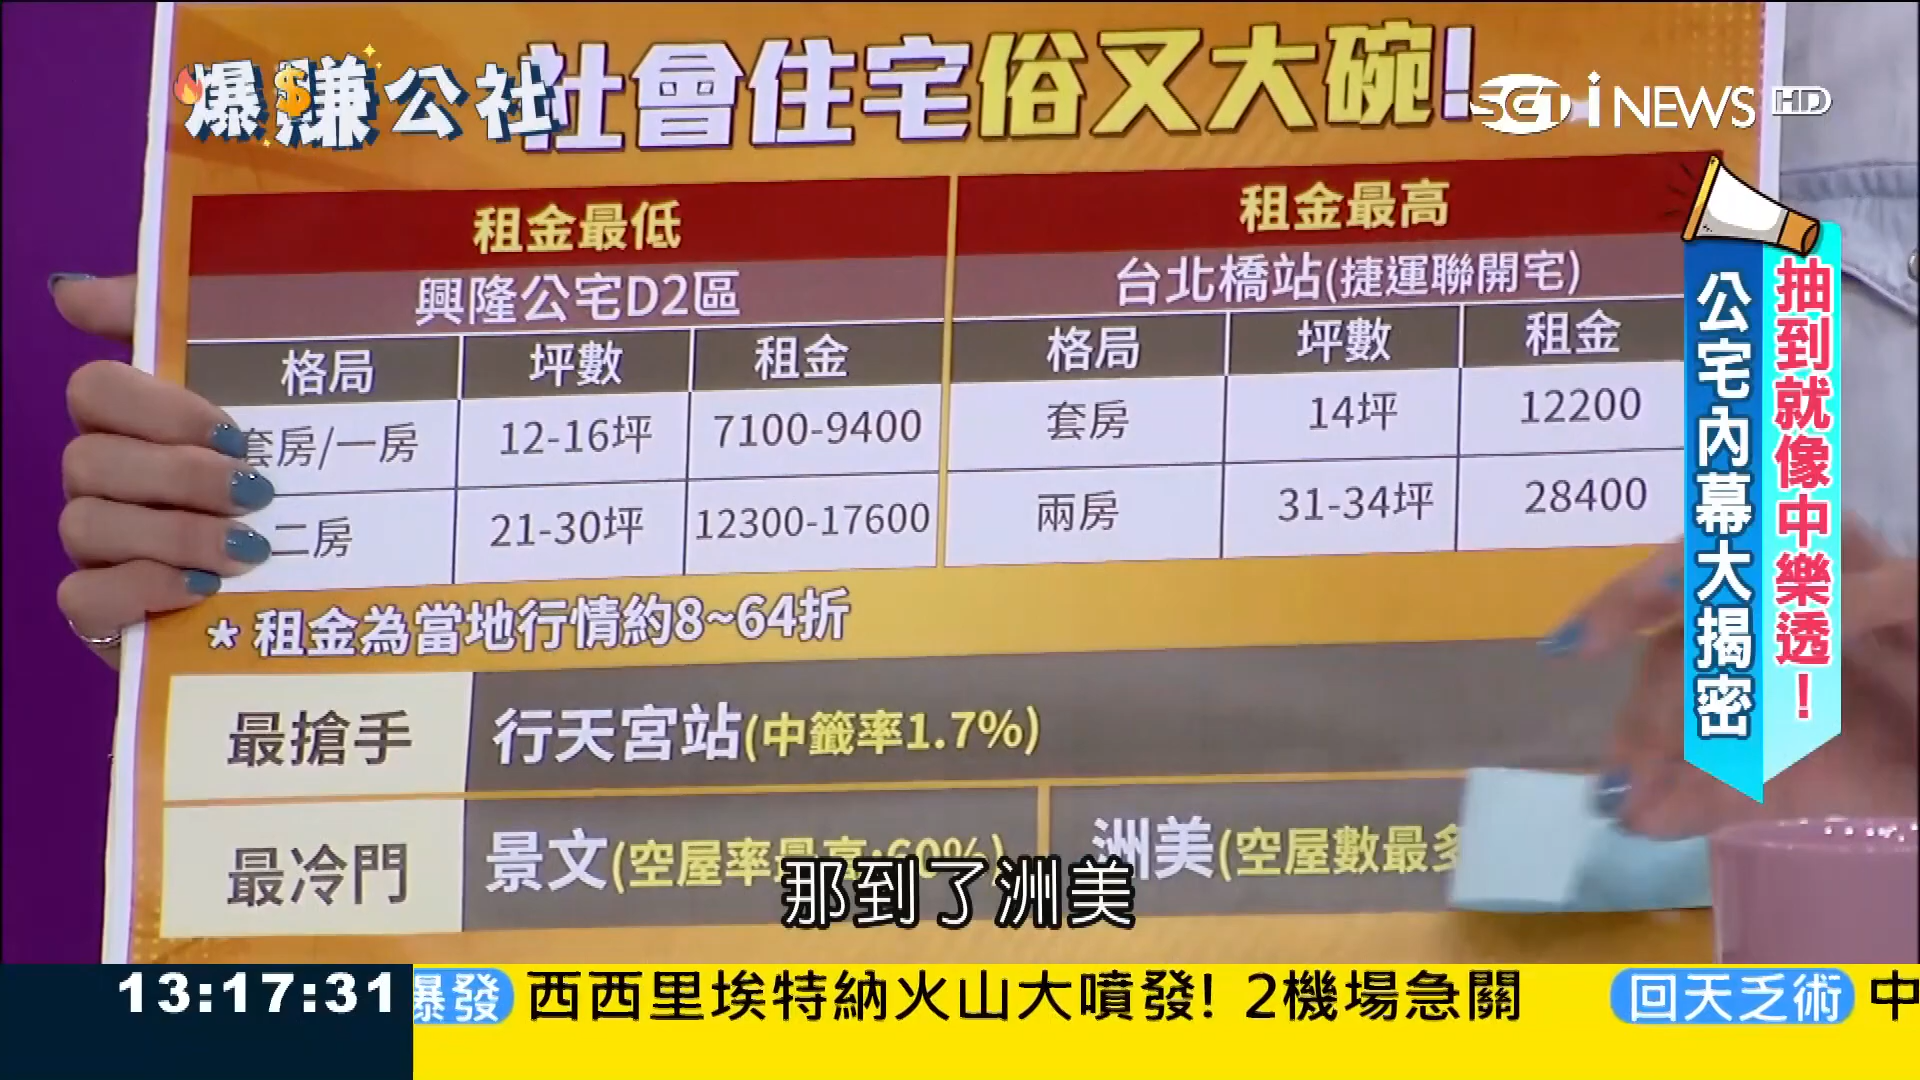 爆賺公社
社會住宅俗又大碗!
SET iNEWS HD
租金最低
租金最高
興隆公宅D2區
台北橋站(捷運聯開宅)
格局 坪數 租金
格局 坪數 租金
套房/一房 12-16坪 7100-9400
套房 14坪 12200
二房 21-30坪 12300-17600
兩房 31-34坪 28400
★租金為當地行情約8~64折
最搶手 行天宮站(中籤率1.7%)
最冷門 景文(空屋率最高:60%) 洲美(空屋數最多
抽到就像中樂透!
公宅內幕大揭密
那到了洲美
13:17:31 爆發 西西里埃特納火山大噴發! 2機場急關 回天乏術 中